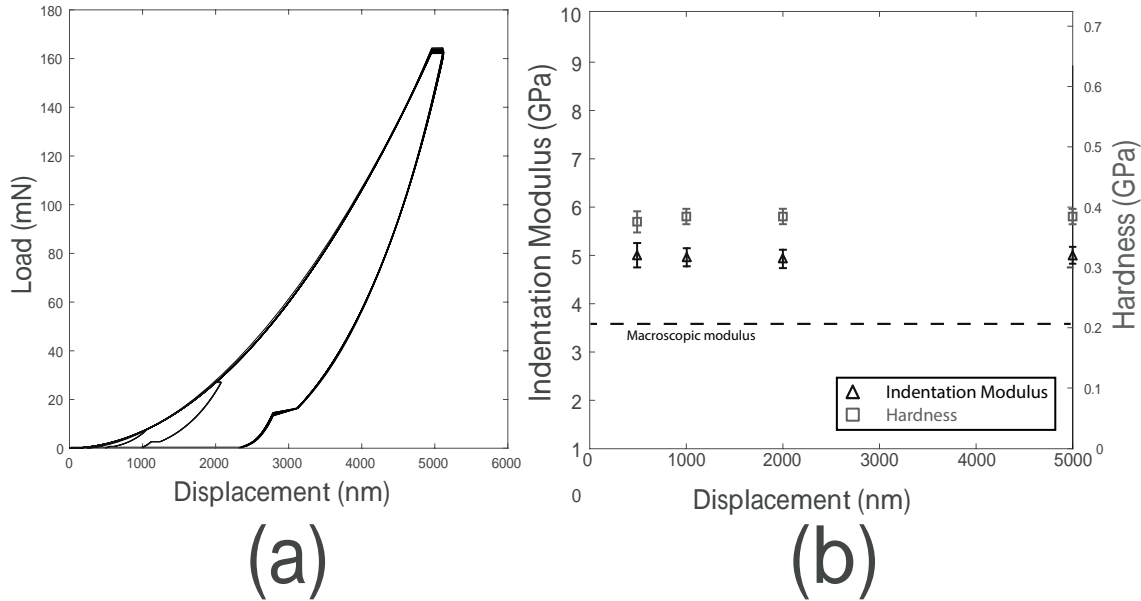 180
160
140
120
100
80
60
40
20
0
Load (mN)
0 1000 2000 3000 4000 5000 6000
Displacement (nm)
(a)
10
9
8
7
6
5
4
3
2
1
Indentation Modulus (GPa)
0.7
0.6
0.5
0.4
0.3
0.2
0.1
0
Hardness (GPa)
Macroscopic modulus
Indentation Modulus
Hardness
0 1000 2000 3000 4000 5000
0
Displacement (nm)
(b)